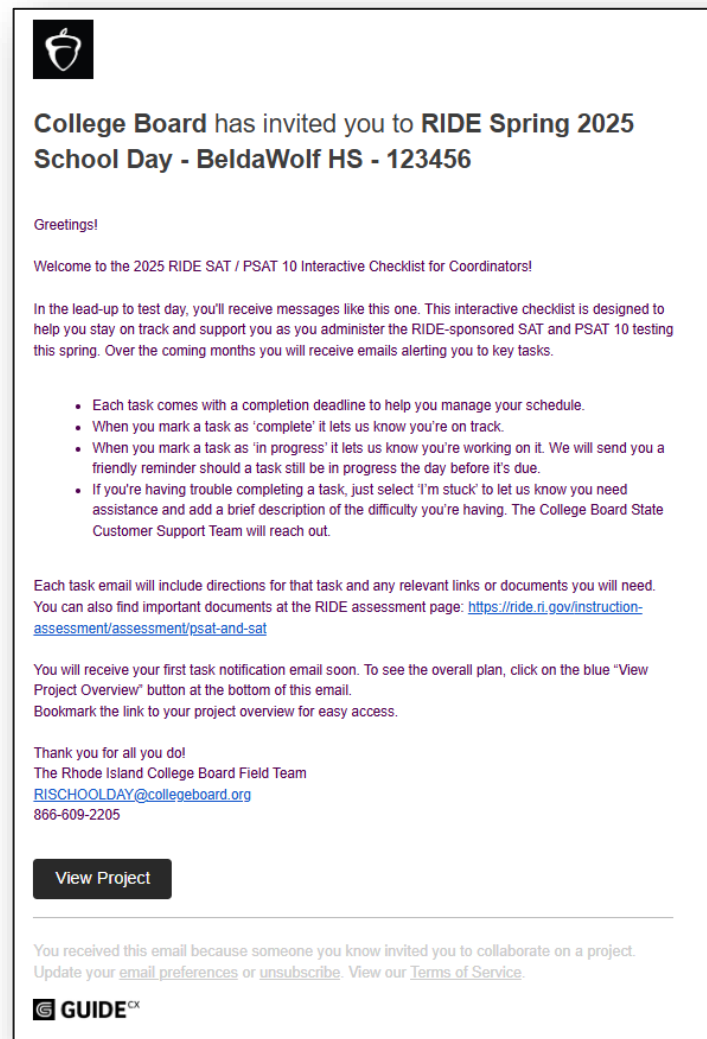 College Board has invited you to RIDE Spring 2025
School Day - BeldaWolf HS - 123456
Greetings!
Welcome to the 2025 RIDE SAT / PSAT 10 Interactive Checklist for Coordinators!
In the lead-up to test day, you'll receive messages like this one. This interactive checklist is designed to
help you stay on track and support you as you administer the RIDE-sponsored SAT and PSAT 10 testing
this spring. Over the coming months you will receive emails alerting you to key tasks.
• Each task comes with a completion deadline to help you manage your schedule.
• When you mark a task as ‘complete’ it lets us know you’re on track.
• When you mark a task as ‘in progress’ it lets us know you’re working on it. We will send you a
friendly reminder should a task still be in progress the day before it’s due.
• If you're having trouble completing a task, just select ‘I’m stuck’ to let us know you need
assistance and add a brief description of the difficulty you’re having. The College Board State
Customer Support Team will reach out.
Each task email will include directions for that task and any relevant links or documents you will need.
You can also find important documents at the RIDE assessment page: https://ride.ri.gov/instruction-
assessment/assessment/psat-and-sat
You will receive your first task notification email soon. To see the overall plan, click on the blue “View
Project Overview” button at the bottom of this email.
Bookmark the link to your project overview for easy access.
Thank you for all you do!
The Rhode Island College Board Field Team
RISCHOOLDAY@collegeboard.org
866-609-2205
View Project
You received this email because someone you know invited you to collaborate on a project.
Update your email preferences or unsubscribe. View our Terms of Service.
GUIDE CX